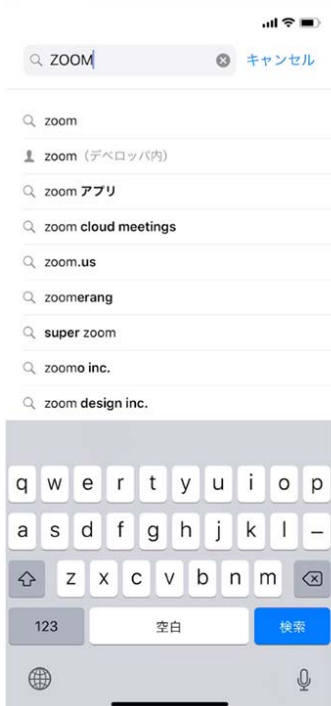 ZOOM キャンセル
zoom
zoom (デベロッパ内)
zoom アプリ
zoom cloud meetings
zoom.us
zoomerang
super zoom
zoomo inc.
zoom design inc.
q w e r t y u i o p
a s d f g h j k l –
z x c v b n m
123 空白 検索